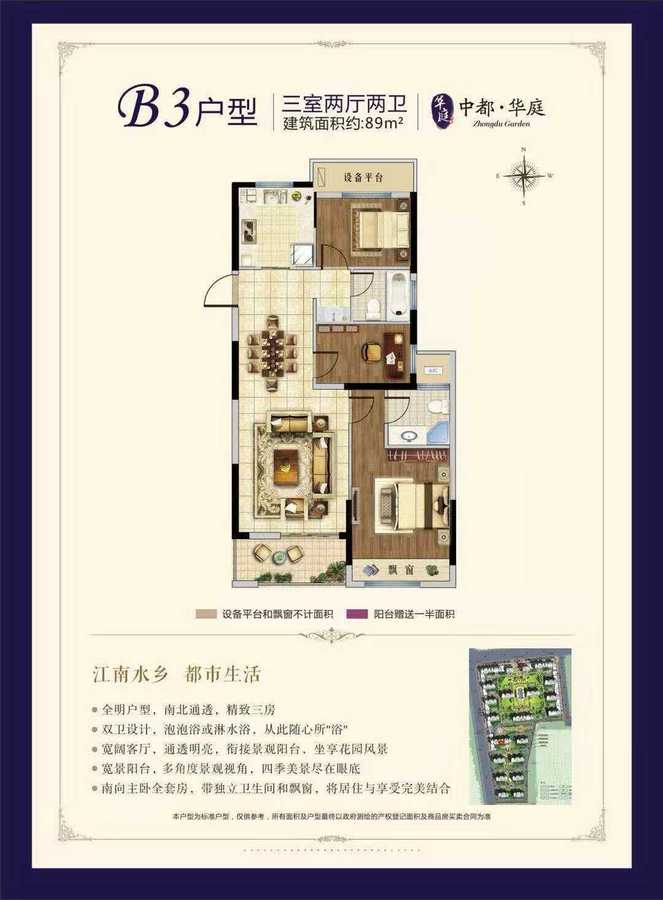 B3户型
三室两厅两卫
建筑面积约:89m²
华庭
中都·华庭
Zhongdu Garden
N
E W
S
设备平台
A/C
飘窗
设备平台和飘窗不计面积
阳台赠送一半面积
江南水乡 都市生活
全明户型，南北通透，精致三房
双卫设计，泡泡浴或淋水浴，从此随心所"浴"
宽阔客厅，通透明亮，衔接景观阳台、坐享花园风景
宽景阳台，多角度景观视角，四季美景尽在眼底
南向主卧全套房，带独立卫生间和飘窗，将居住与享受完美结合
本户型为标准户型，仅供参考，所有面积及户型最终以政府测绘的产权登记面积及商品房买卖合同为准